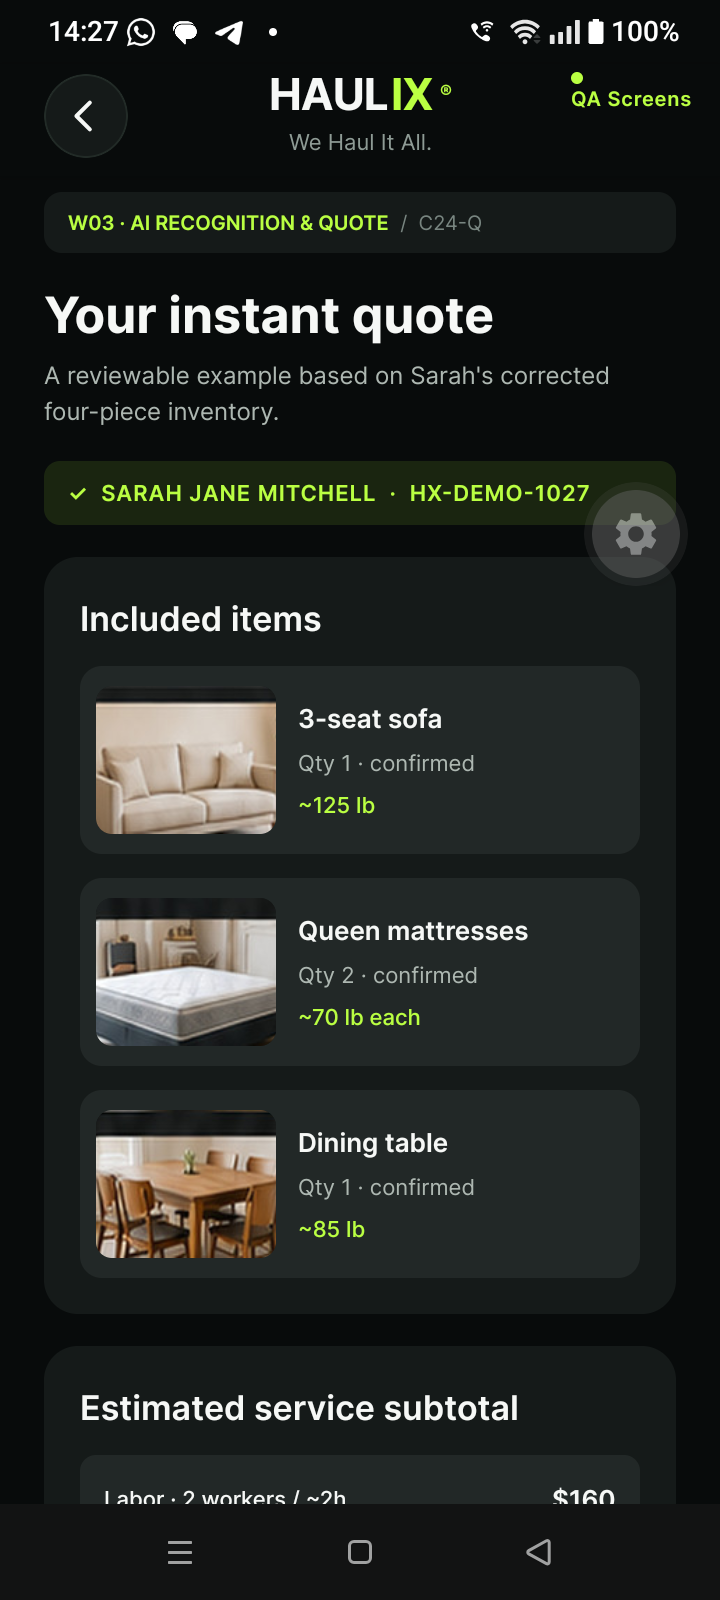 14:27 100%
HAULIX ®
We Haul It All.
QA Screens
W03 · AI RECOGNITION & QUOTE / C24-Q
Your instant quote
A reviewable example based on Sarah's corrected
four-piece inventory.
✓ SARAH JANE MITCHELL · HX-DEMO-1027
Included items
3-seat sofa
Qty 1 · confirmed
~125 lb
Queen mattresses
Qty 2 · confirmed
~70 lb each
Dining table
Qty 1 · confirmed
~85 lb
Estimated service subtotal
Labor · 2 workers / ~2h $160